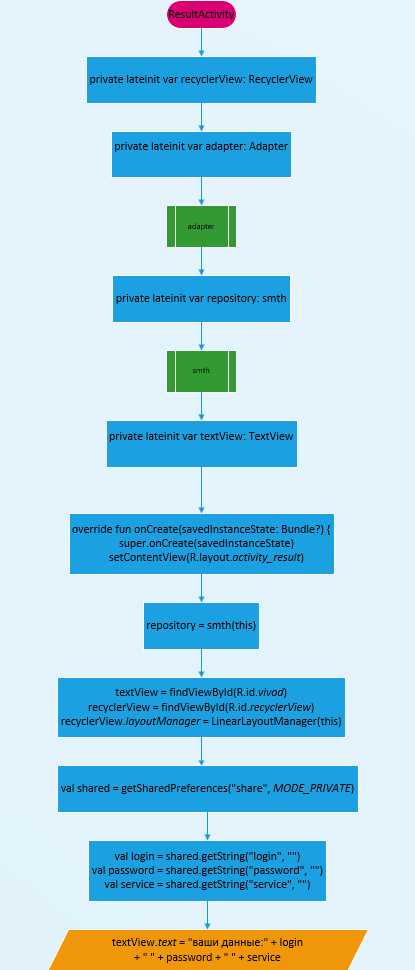 ResultActivity
private lateinit var recyclerView: RecyclerView
private lateinit var adapter: Adapter
adapter
private lateinit var repository: smth
smth
private lateinit var textView: TextView
override fun onCreate(savedInstanceState: Bundle?) {
super.onCreate(savedInstanceState)
setContentView(R.layout.activity_result)
repository = smth(this)
textView = findViewById(R.id.vivod)
recyclerView = findViewById(R.id.recyclerView)
recyclerView.layoutManager = LinearLayoutManager(this)
val shared = getSharedPreferences("share", MODE_PRIVATE)
val login = shared.getString("login", "")
val password = shared.getString("password", "")
val service = shared.getString("service", "")
textView.text = "ваши данные:" + login
+ " " + password + " " + service